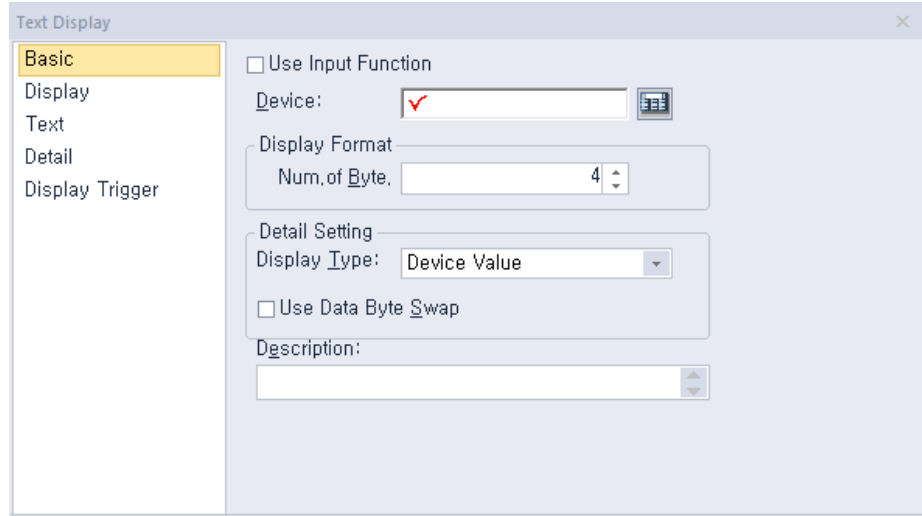 Text Display
Basic
Display
Text
Detail
Display Trigger
Use Input Function
Device:
Display Format
Num.of Byte. 4
Detail Setting
Display Type: Device Value
Use Data Byte Swap
Description: